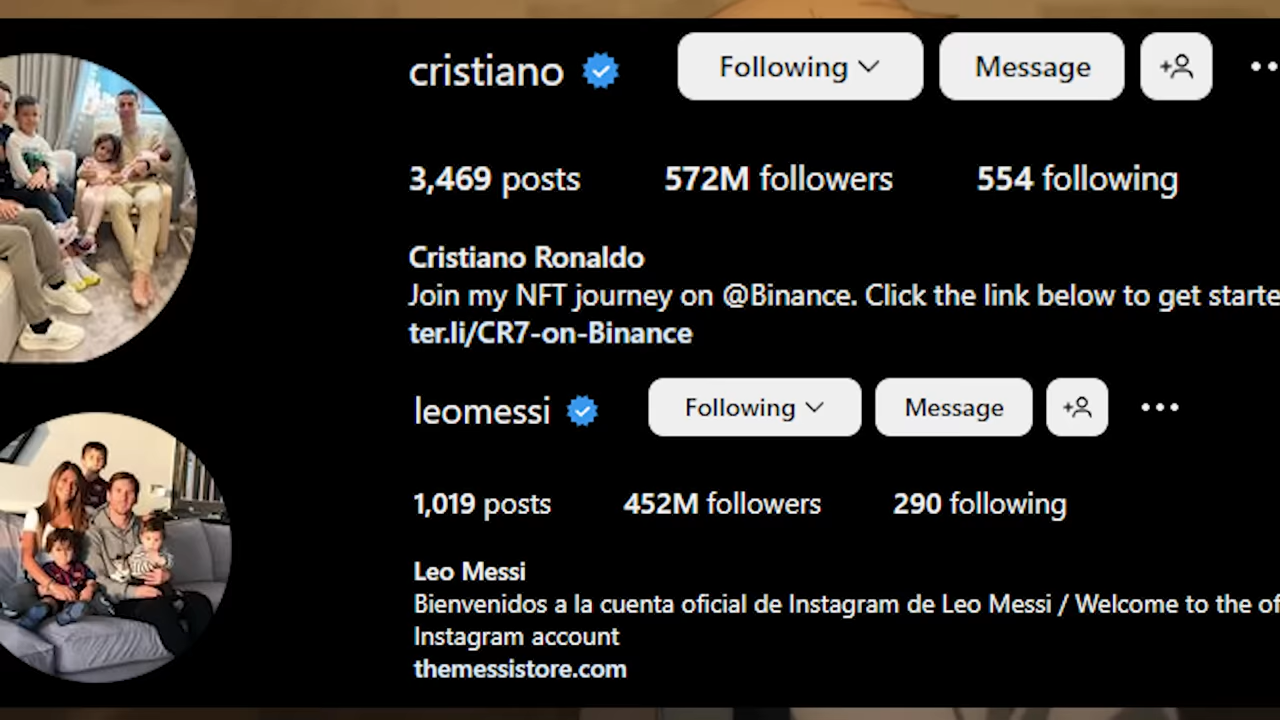 cristiano Following Message
3,469 posts 572M followers 554 following
Cristiano Ronaldo
Join my NFT journey on @Binance. Click the link below to get starte
ter.li/CR7-on-Binance
leomessi Following Message
1,019 posts 452M followers 290 following
Leo Messi
Bienvenidos a la cuenta oficial de Instagram de Leo Messi / Welcome to the of
Instagram account
themessistore.com